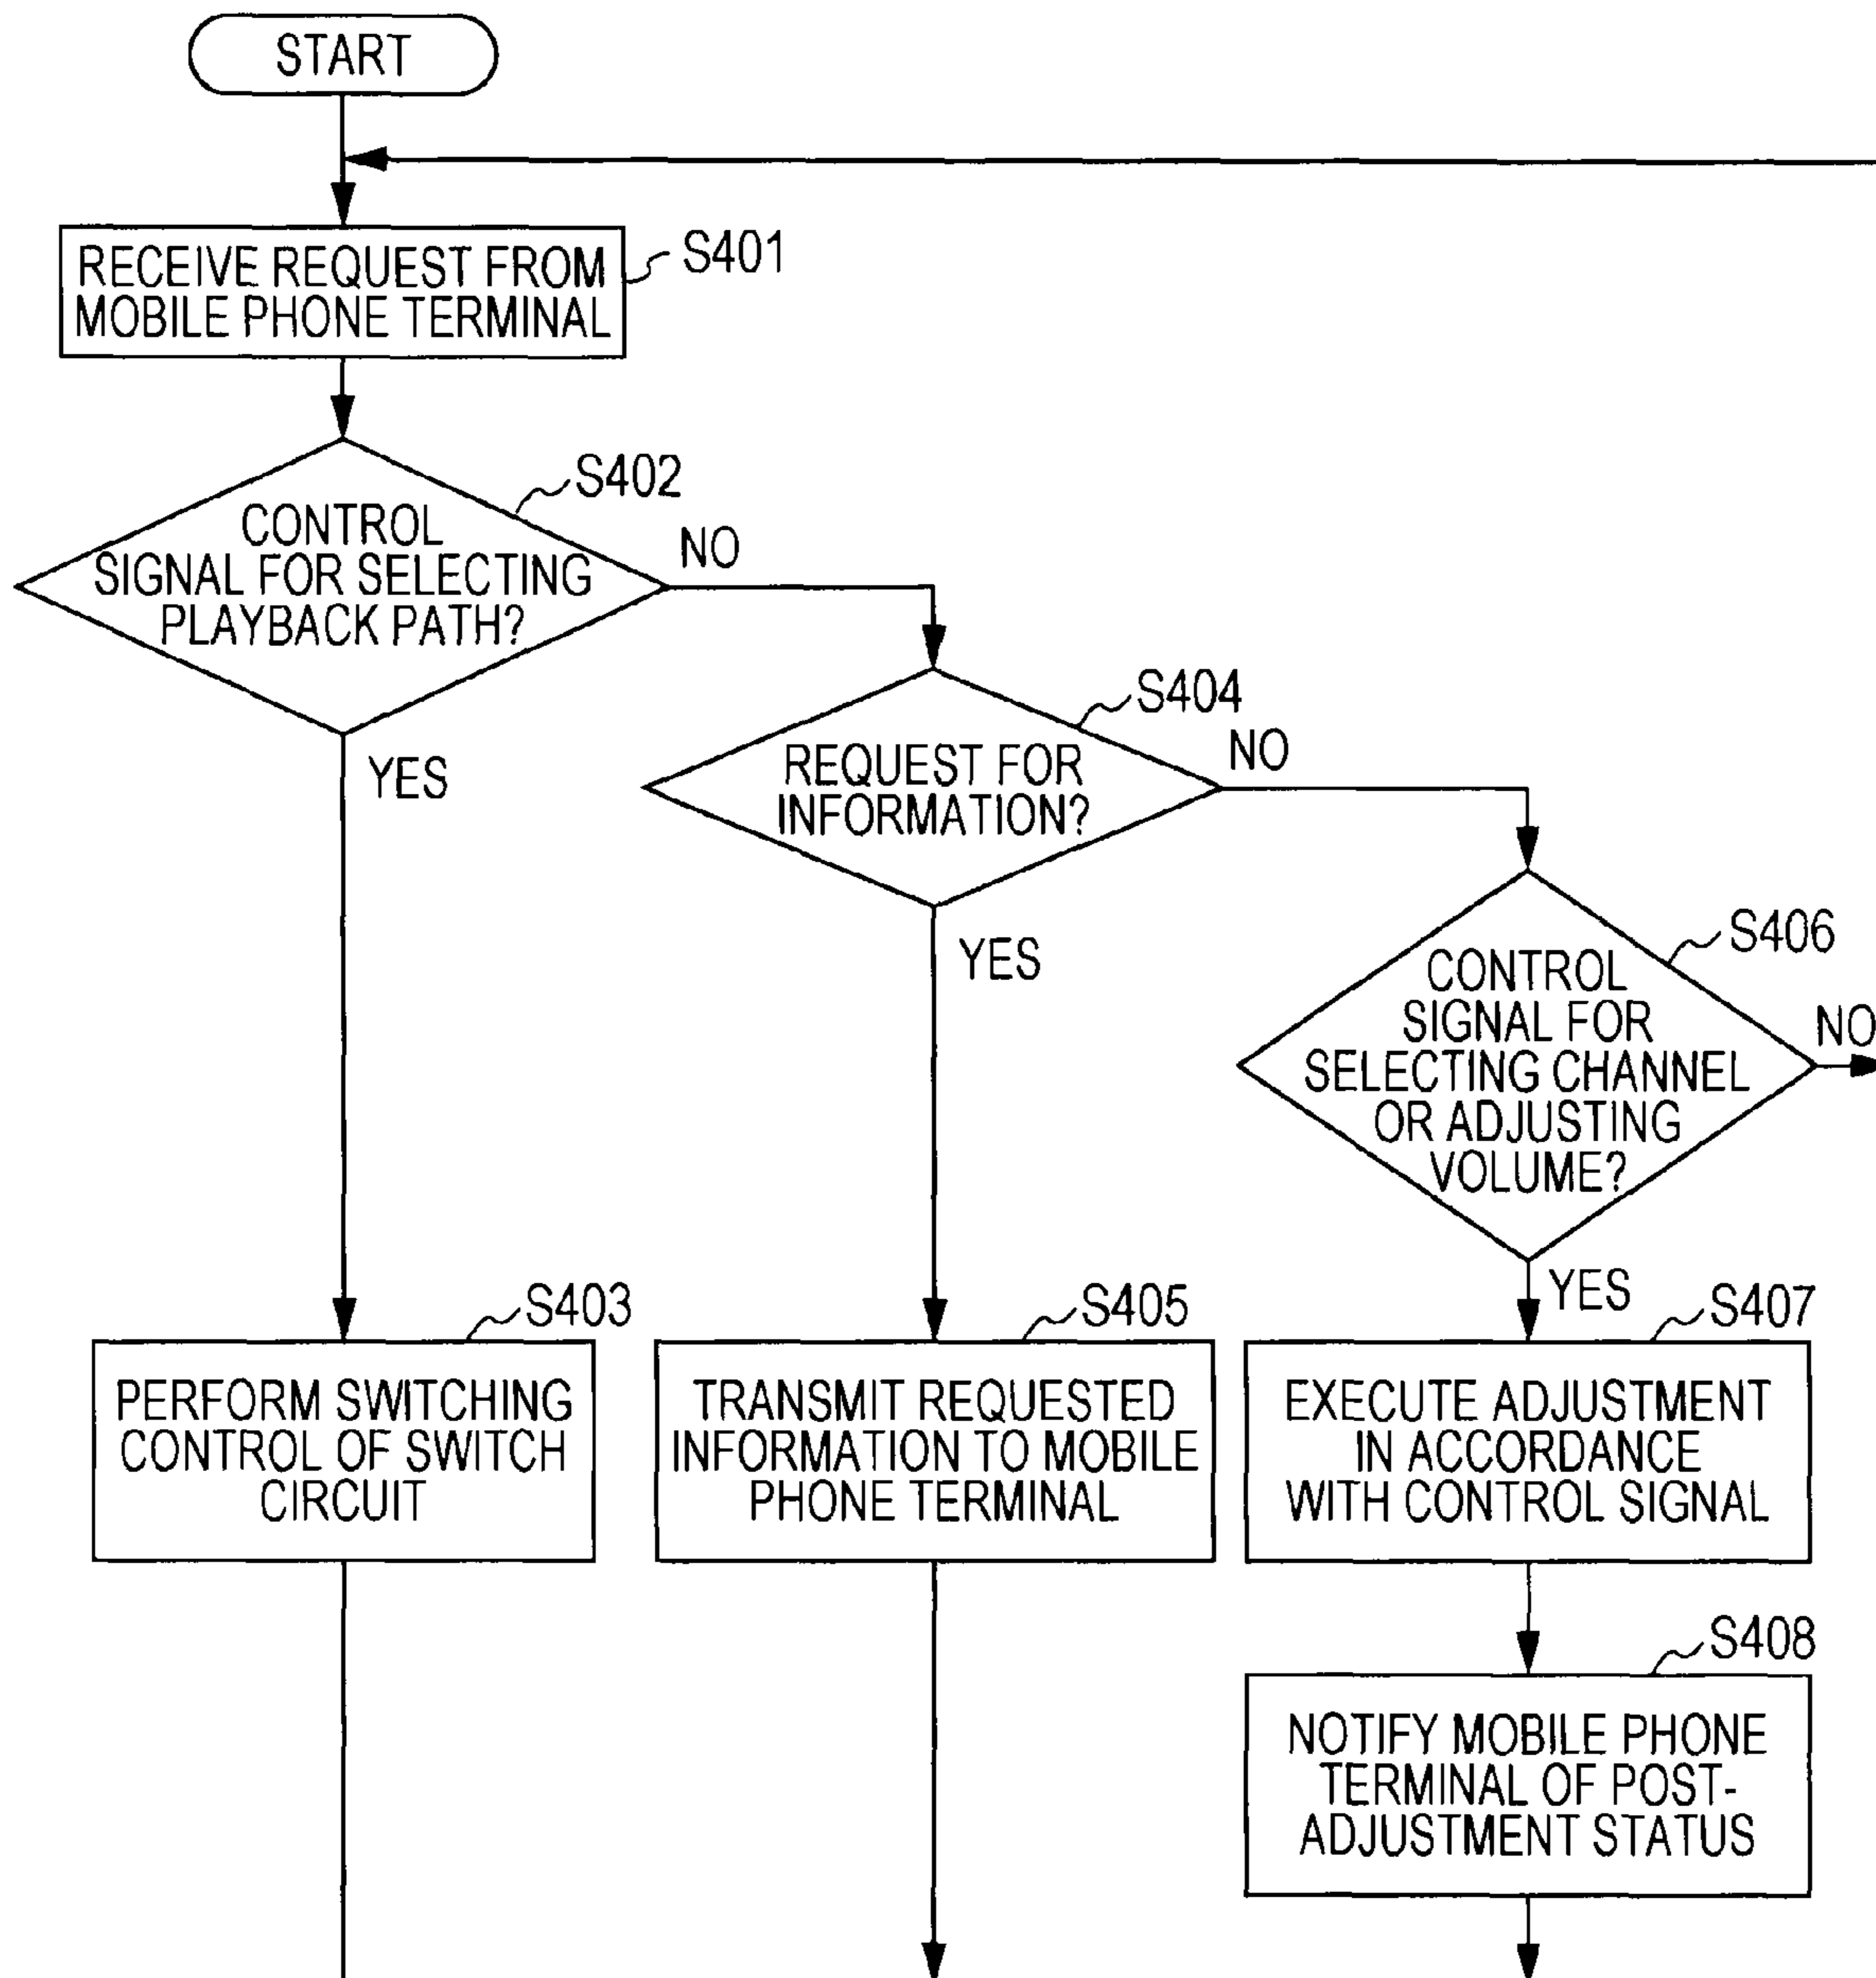 START
RECEIVE REQUEST FROM
MOBILE PHONE TERMINAL
S401
CONTROL
SIGNAL FOR SELECTING
PLAYBACK PATH?
S402
NO
YES
REQUEST FOR
INFORMATION?
S404
NO
YES
CONTROL
SIGNAL FOR
SELECTING CHANNEL
OR ADJUSTING
VOLUME?
S406
NO
YES
S403
PERFORM SWITCHING
CONTROL OF SWITCH
CIRCUIT
S405
TRANSMIT REQUESTED
INFORMATION TO MOBILE
PHONE TERMINAL
S407
EXECUTE ADJUSTMENT
IN ACCORDANCE
WITH CONTROL SIGNAL
S408
NOTIFY MOBILE PHONE
TERMINAL OF POST-
ADJUSTMENT STATUS